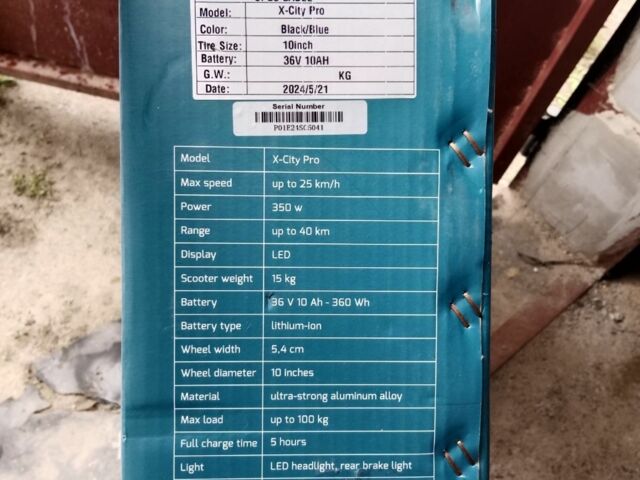 Model: X-City Pro
Color: Black/Blue
Tire Size: 10inch
Battery: 36V 10AH
G.W.: KG
Date: 2024/5/21
Serial Number
Model X-City Pro
Max speed up to 25 km/h
Power 350 w
Range up to 40 km
Display LED
Scooter weight 15 kg
Battery 36 V 10 Ah - 360 Wh
Battery type lithium-ion
Wheel width 5,4 cm
Wheel diameter 10 inches
Material ultra-strong aluminum alloy
Max load up to 100 kg
Full charge time 5 hours
Light LED headlight, rear brake light